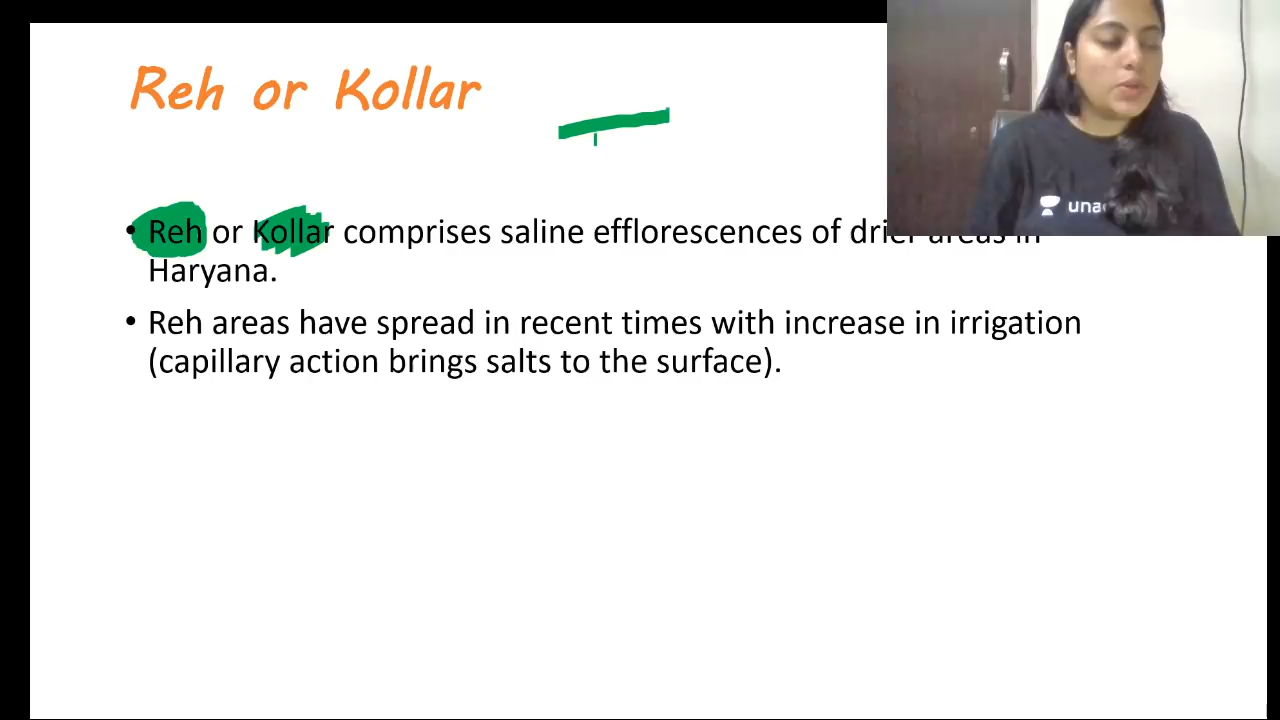 Reh or Kollar
• Reh or Kollar comprises saline efflorescences of drier areas in
Haryana.
• Reh areas have spread in recent times with increase in irrigation
(capillary action brings salts to the surface).